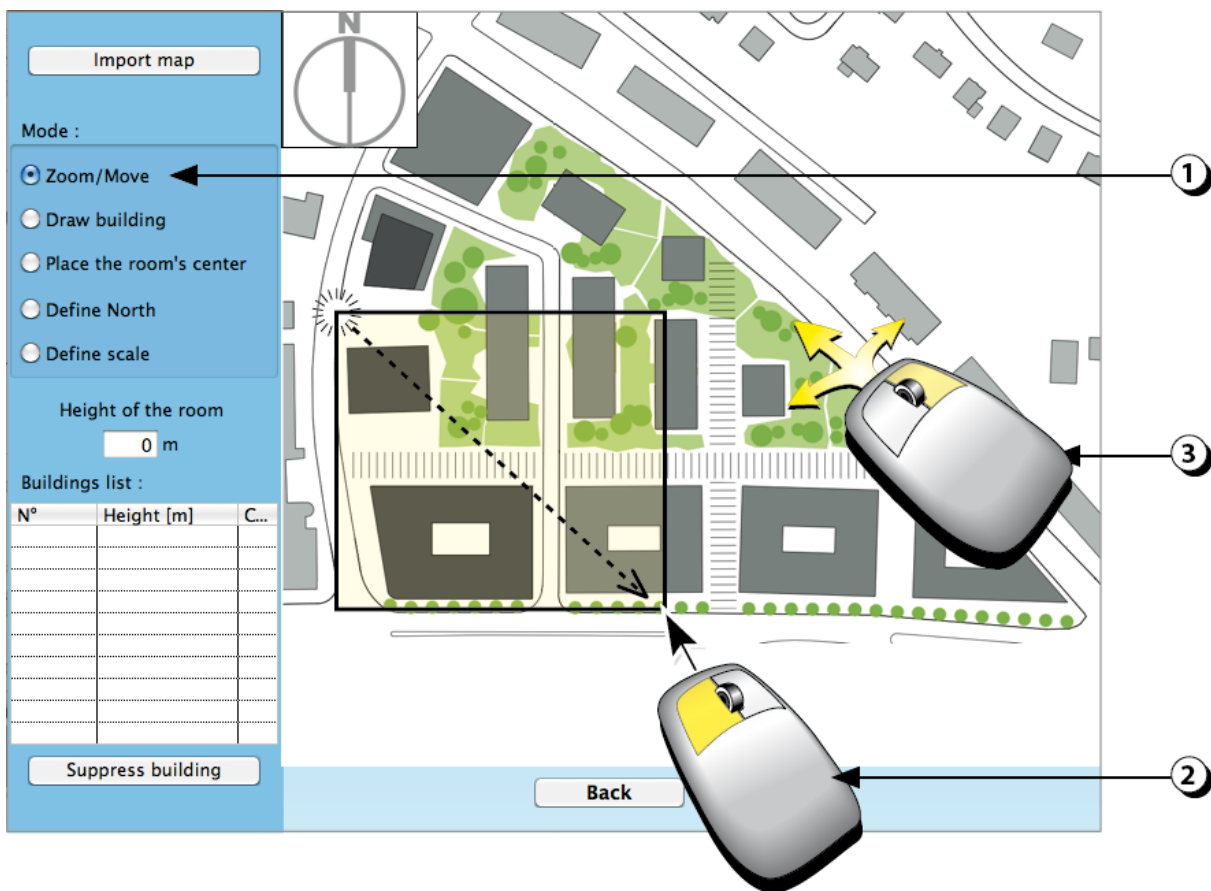 Import map
N
Mode :
Zoom/Move
1
Draw building
Place the room's center
Define North
Define scale
Height of the room
0 m
3
Buildings list :
N° Height [m] C...
Suppress building
Back
2